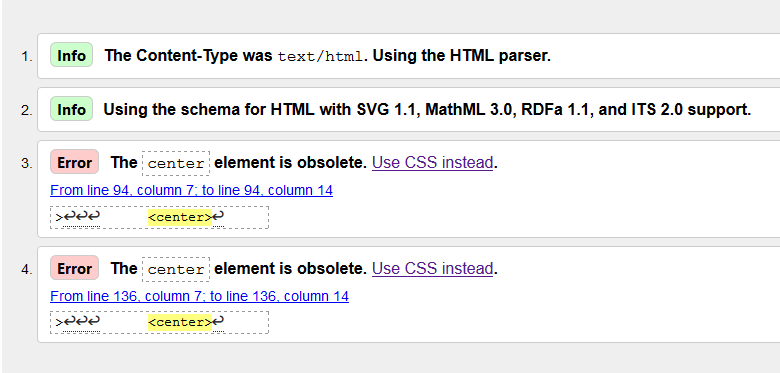 1. Info The Content-Type was text/html. Using the HTML parser.
2. Info Using the schema for HTML with SVG 1.1, MathML 3.0, RDFa 1.1, and ITS 2.0 support.
3. Error The center element is obsolete. Use CSS instead.
From line 94, column 7; to line 94, column 14
>↩↩↩ <center>↩
4. Error The center element is obsolete. Use CSS instead.
From line 136, column 7; to line 136, column 14
>↩↩↩ <center>↩